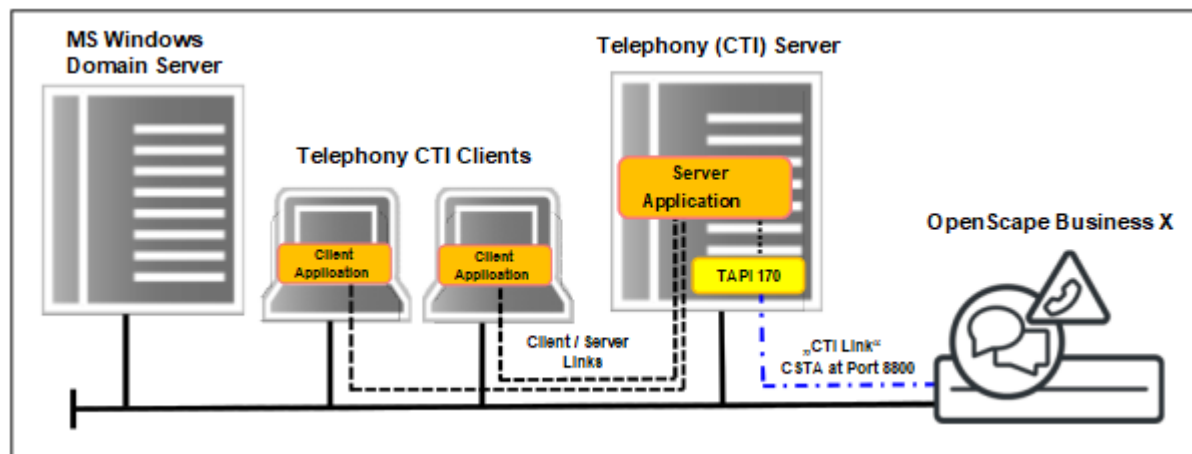 MS Windows
Domain Server
Telephony (CTI) Server
Telephony CTI Clients
Server
Application
OpenScape Business X
Client
Application
Client
Application
TAPI 170
Client / Server
Links
„CTI Link“
CSTA at Port 8800